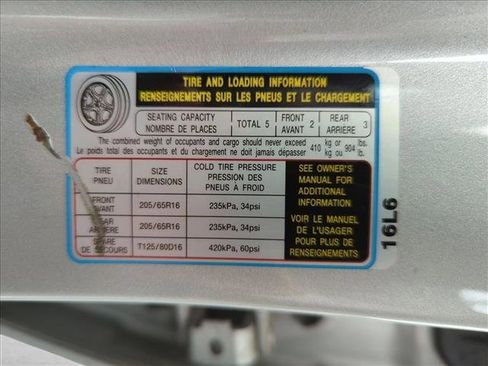 TIRE AND LOADING INFORMATION
RENSEIGNEMENTS SUR LES PNEUS ET LE CHARGEMENT
SEATING CAPACITY
NOMBRE DE PLACES
TOTAL 5
FRONT
AVANT 2
REAR
ARRIERE 3
The combined weight of occupants and cargo should never exceed
Le poids total des occupants et du chargement ne doit jamais dépasser
410 kg or
kg ou
904 lbs.
lb.
TIRE
PNEU
SIZE
DIMENSIONS
COLD TIRE PRESSURE
PRESSION DES
PNEUS À FROID
FRONT
AVANT
205/65R16
235kPa, 34psi
REAR
ARRIERE
205/65R16
235kPa, 34psi
SPARE
DE SECOURS
T125/80D16
420kPa, 60psi
SEE OWNER'S
MANUAL FOR
ADDITIONAL
INFORMATION
VOIR LE MANUEL
DE L'USAGER
POUR PLUS DE
RENSEIGNEMENTS
16L6